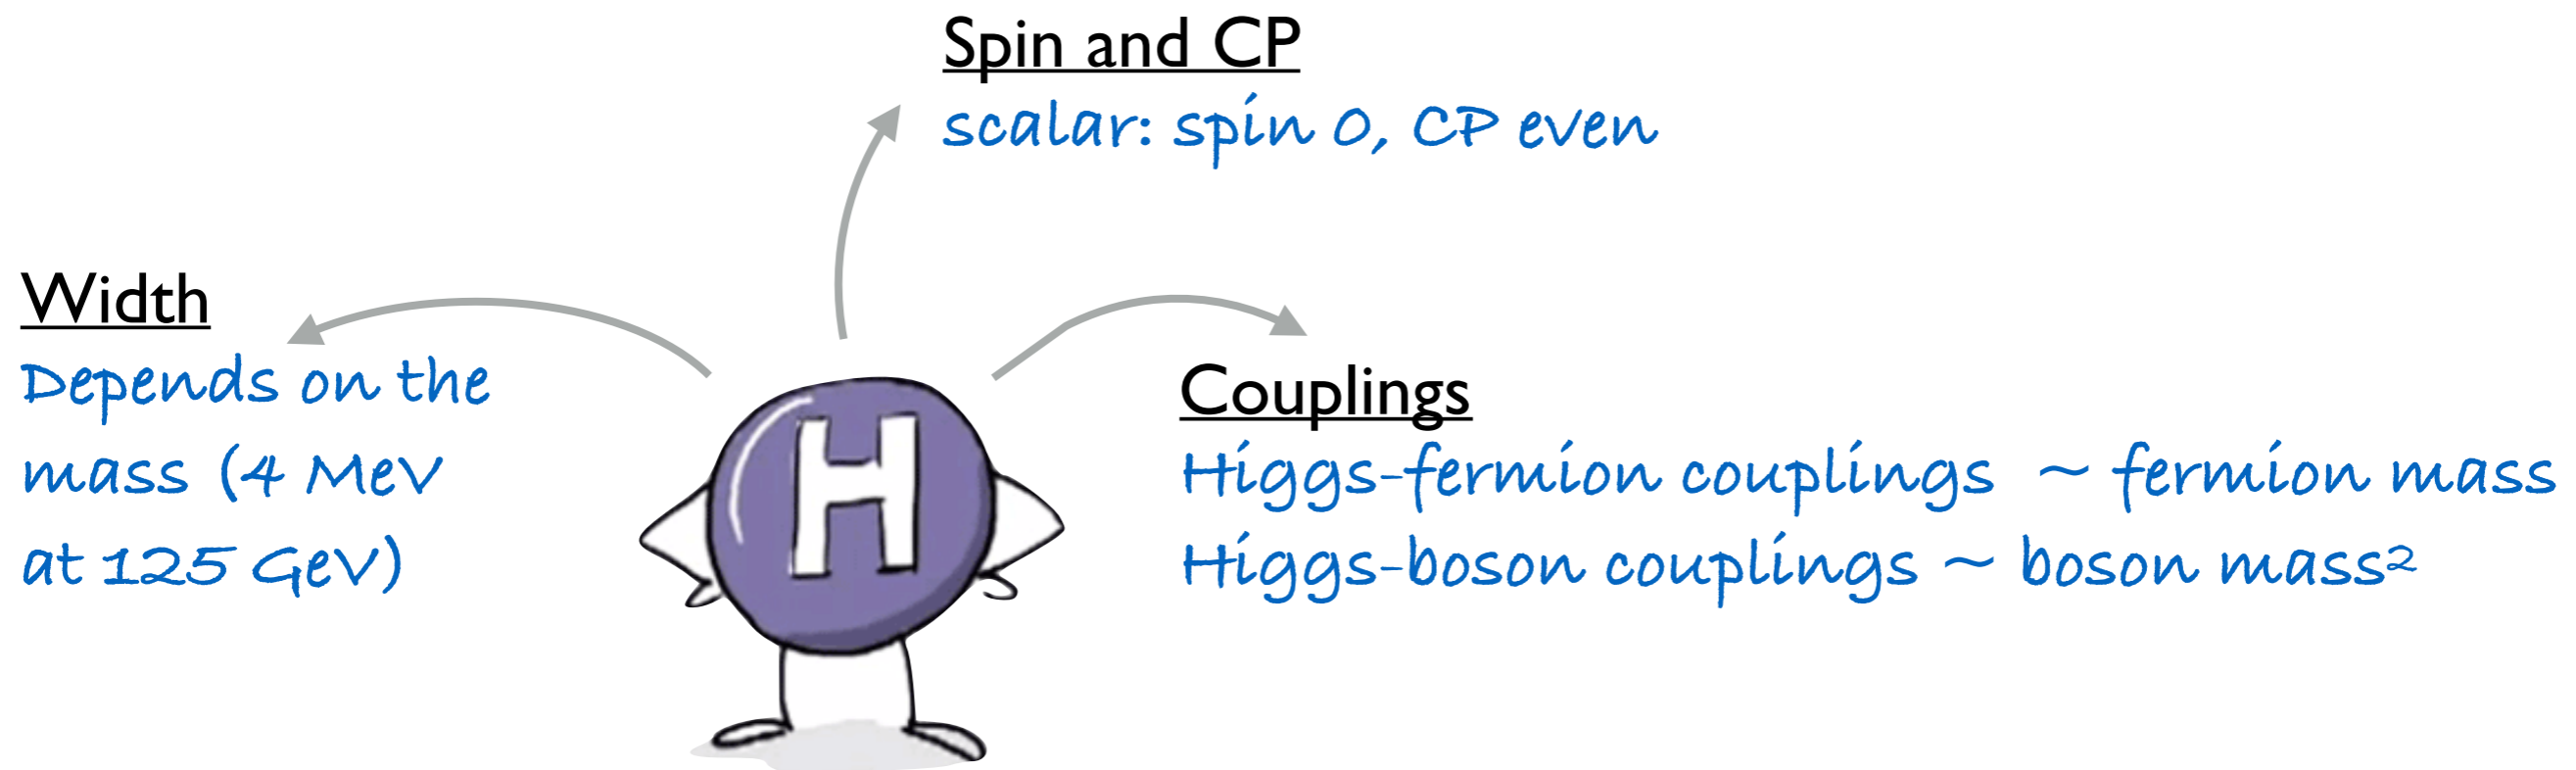 Spin and CP
scalar: spin 0, CP even
Width
Depends on the
mass (4 MeV
at 125 GeV)
H
Couplings
Higgs-fermion couplings ~ fermion mass
Higgs-boson couplings ~ boson mass²